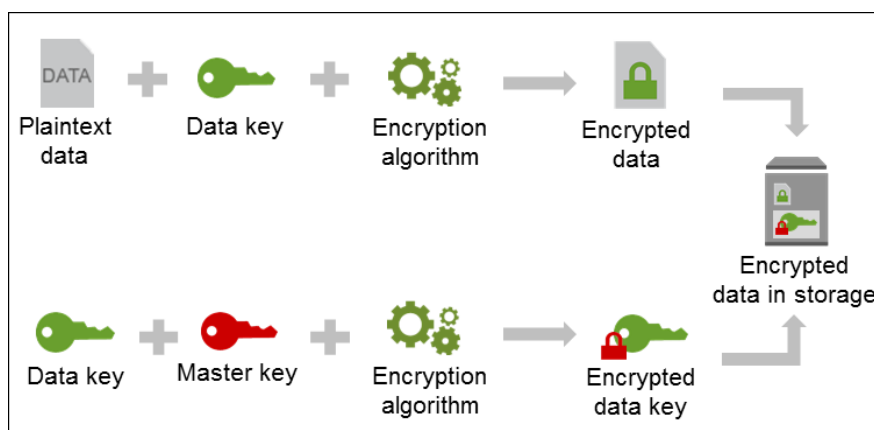 DATA
Plaintext
data
Data key
Encryption
algorithm
Encrypted
data
Encrypted
data in storage
Data key
Master key
Encryption
algorithm
Encrypted
data key